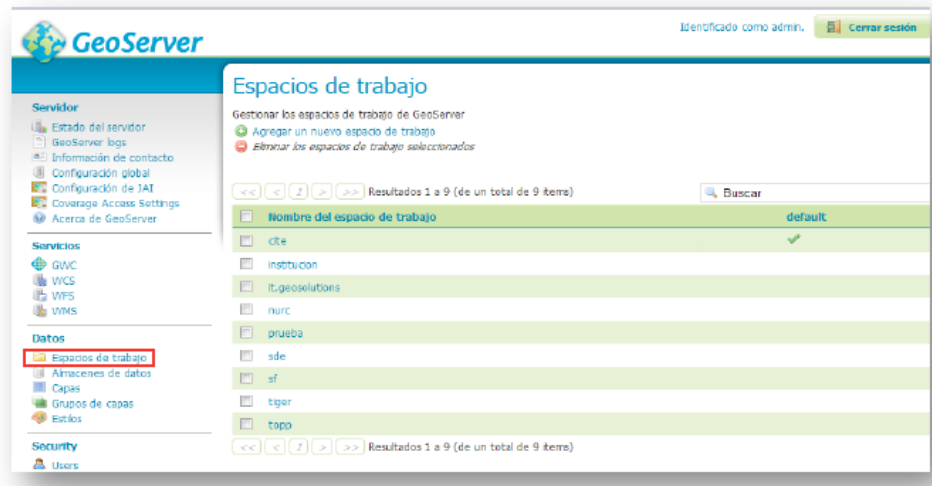 GeoServer
Identificado como admin.
Cerrar sesión
Servidor
Estado del servidor
GeoServer logs
Información de contacto
Configuración global
Configuración de JAI
Coverage Access Settings
Acerca de GeoServer
Servicios
GWC
WCS
WFS
WMS
Datos
Espacios de trabajo
Almacenes de datos
Capas
Grupos de capas
Estilos
Security
Users
Espacios de trabajo
Gestionar los espacios de trabajo de GeoServer
Agregar un nuevo espacio de trabajo
Eliminar los espacios de trabajo seleccionados
<< < 1 > >> Resultados 1 a 9 (de un total de 9 items)
Buscar
Nombre del espacio de trabajo default
cite
institucion
it.geosolutions
nurc
prueba
sde
sf
tiger
topp
<< < 1 > >> Resultados 1 a 9 (de un total de 9 items)